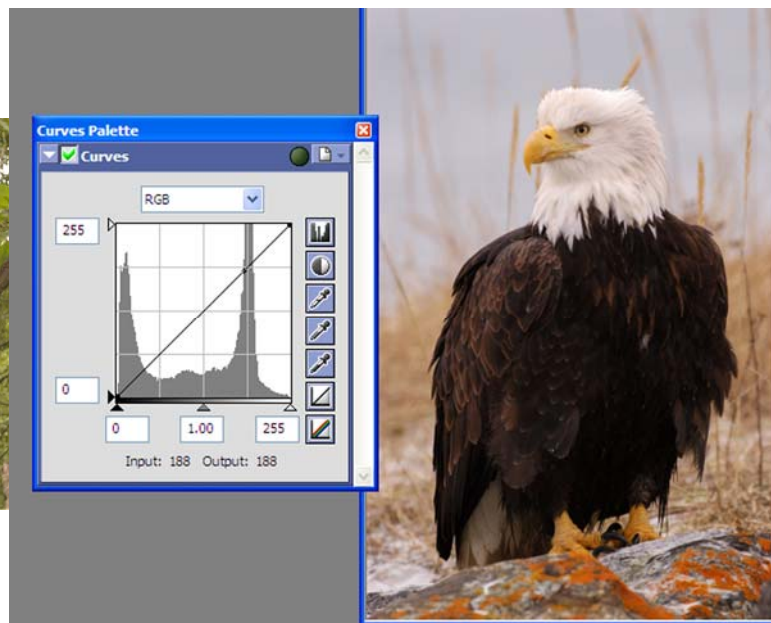 Curves Palette
Curves
RGB
255
0
0 1.00 255
Input: 188 Output: 188